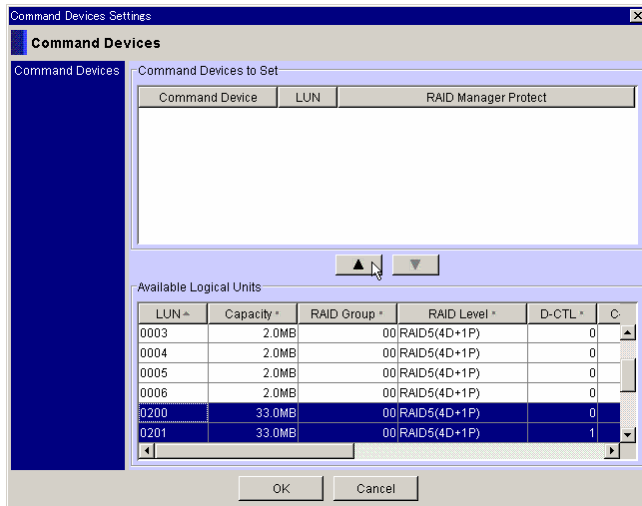 Command Devices Settings
Command Devices
Command Devices
Command Devices to Set
Command Device LUN RAID Manager Protect
Available Logical Units
LUN Capacity RAID Group RAID Level D-CTL C
0003 2.0MB 00 RAID5(4D+1P) 0
0004 2.0MB 00 RAID5(4D+1P) 0
0005 2.0MB 00 RAID5(4D+1P) 0
0006 2.0MB 00 RAID5(4D+1P) 0
0200 33.0MB 00 RAID5(4D+1P) 0
0201 33.0MB 00 RAID5(4D+1P) 1
OK Cancel